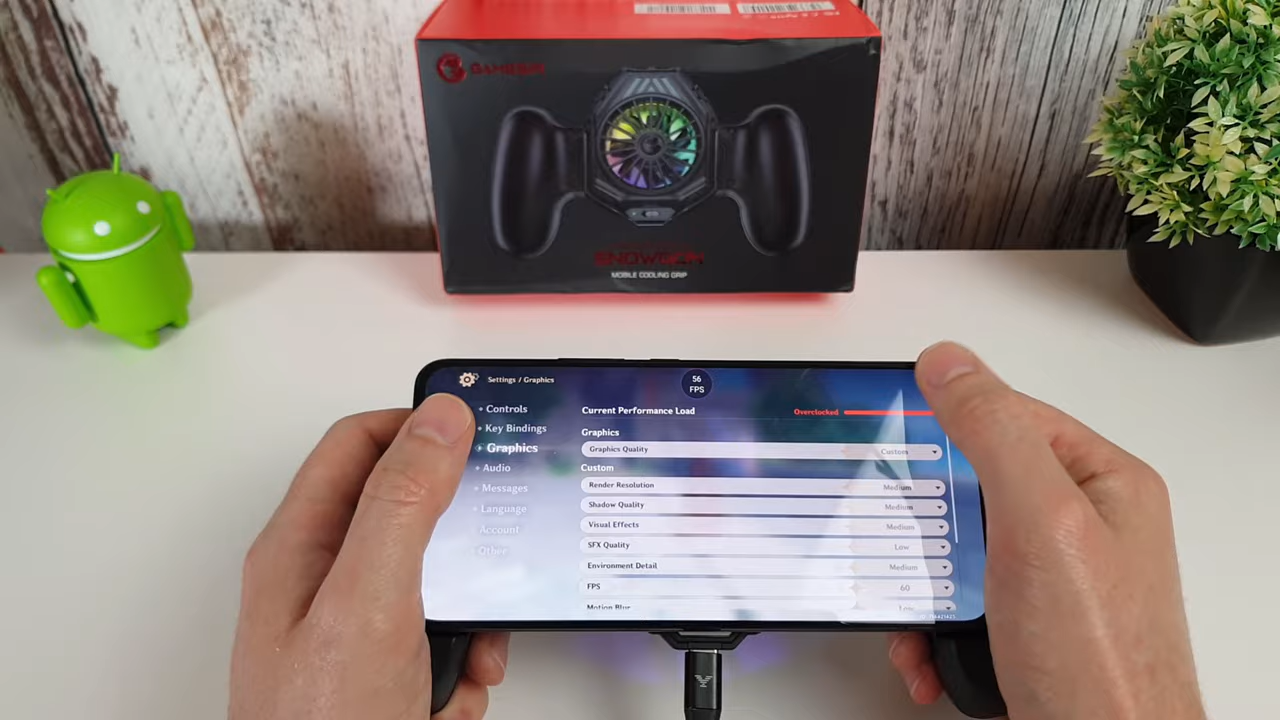 GAMESIR
SNOWGEM
MOBILE COOLING GRIP
Settings / Graphics
56
FPS
Controls
Key Bindings
Graphics
Audio
Messages
Language
Account
Other
Current Performance Load
Overclocked
Graphics
Graphics Quality
Custom
Custom
Render Resolution
Medium
Shadow Quality
Medium
Visual Effects
Medium
SFX Quality
Low
Environment Detail
Medium
FPS
60
Motion Blur
Low